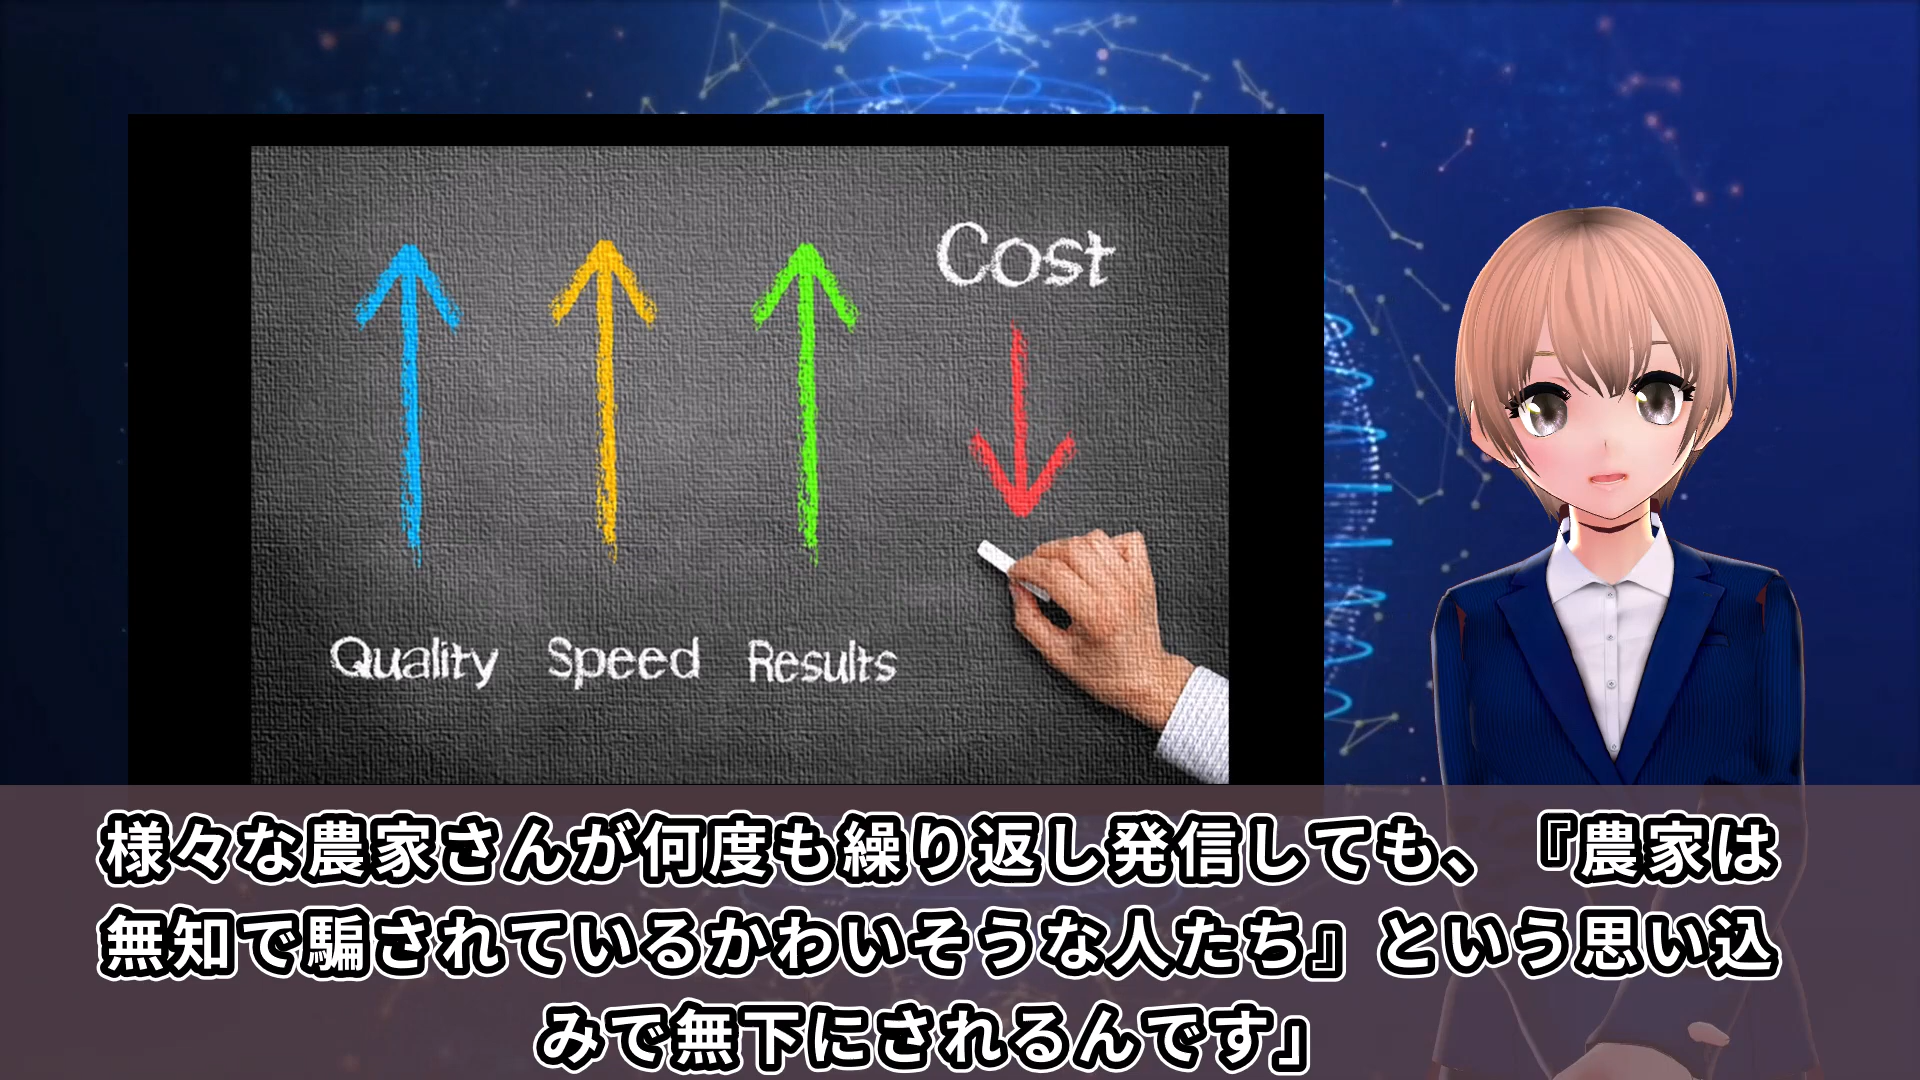 Cost
Quality Speed Results
様々な農家さんが何度も繰り返し発信しても、『農家は
無知で騙されているかわいそうな人たち』という思い込
みで無下にされるんです」